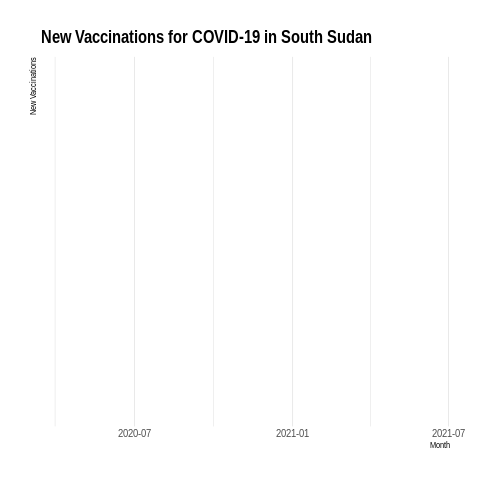 New Vaccinations for COVID-19 in South Sudan
New Vaccinations
2020-07
2021-01
2021-07
Month